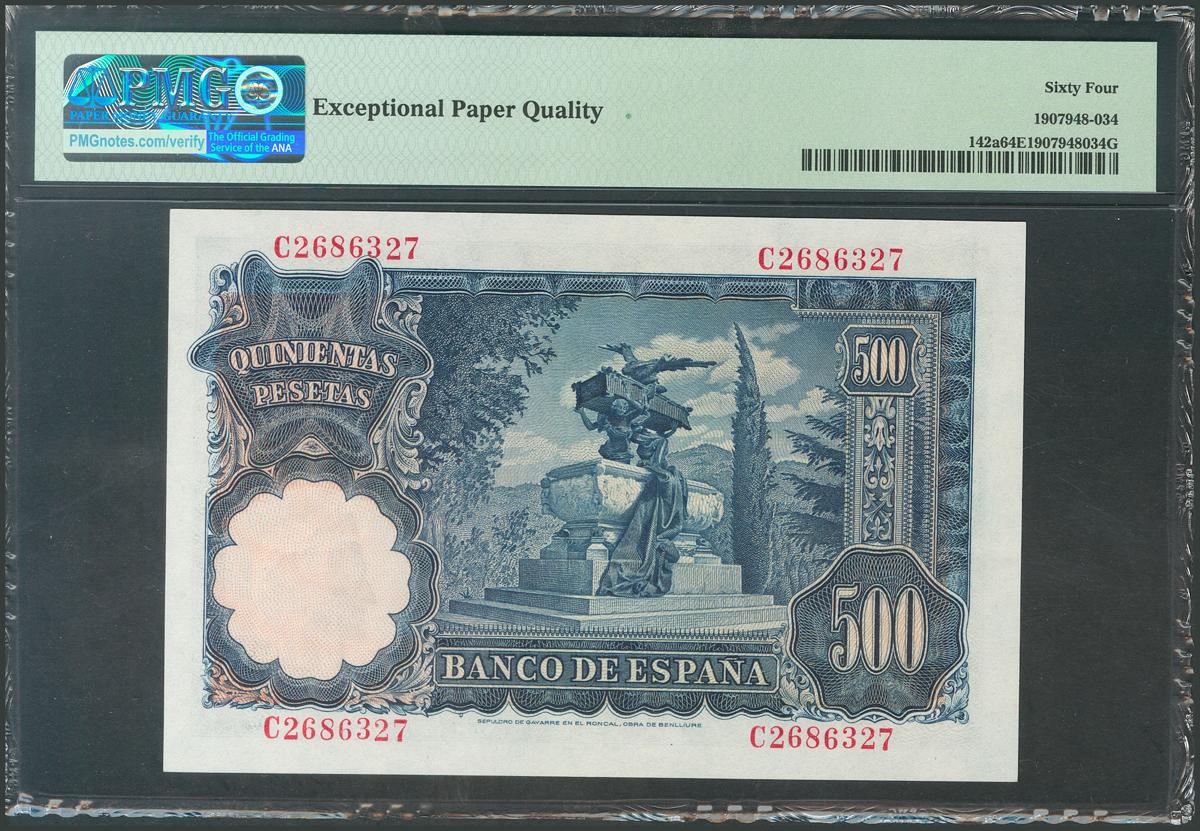 PMG
PAPER MONEY GUARANTY
PMGnotes.com/verify
The Official Grading
Service of the ANA
Exceptional Paper Quality
Sixty Four
1907948-034
142a64E1907948034G
C2686327
C2686327
QUINIENTAS
PESETAS
500
500
BANCO DE ESPAÑA
SEPULCRO DE GAYARRE EN EL RONCAL, OBRA DE BENLLIURE
C2686327
C2686327